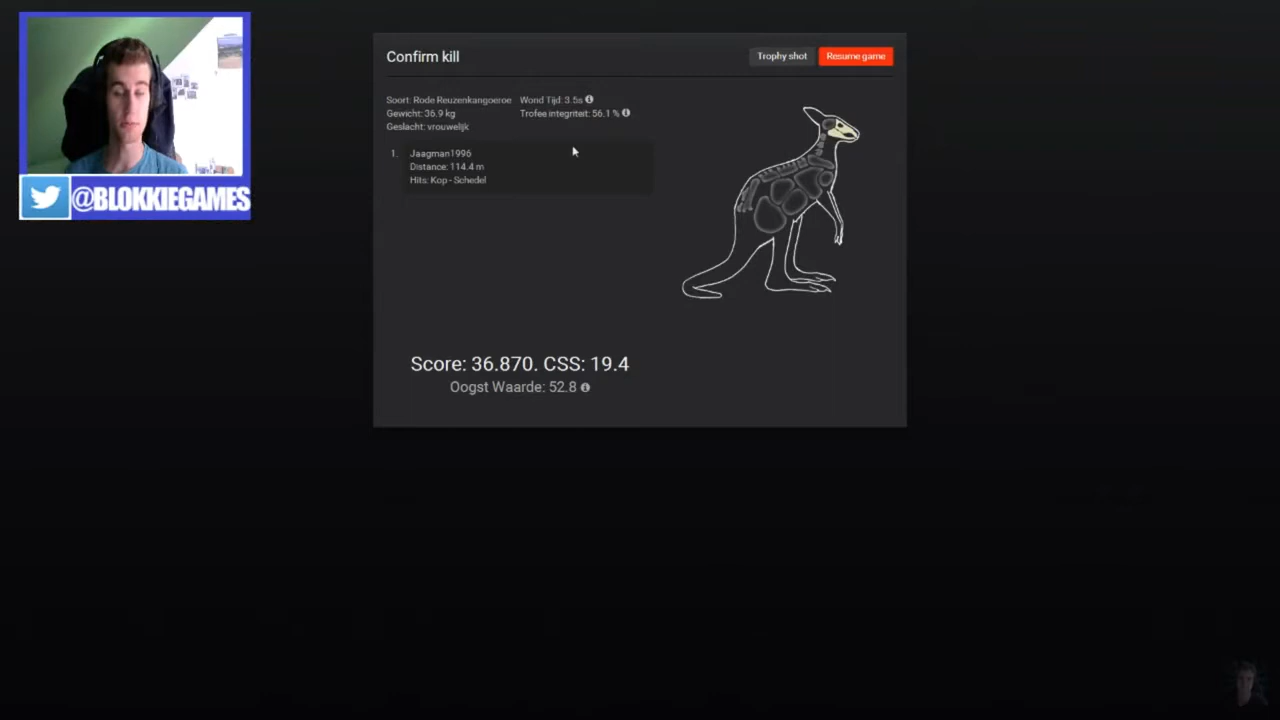 Confirm kill
Trophy shot
Resume game
Soort: Rode Reuzenkangoeroe
Wond Tijd: 3.5s
Gewicht: 36.9 kg
Trofee integriteit: 56.1 %
Geslacht: vrouwelijk
1. Jaagman1996
Distance: 114.4 m
Hits: Kop - Schedel
@BLOKKIEGAMES
Score: 36.870. CSS: 19.4
Oogst Waarde: 52.8